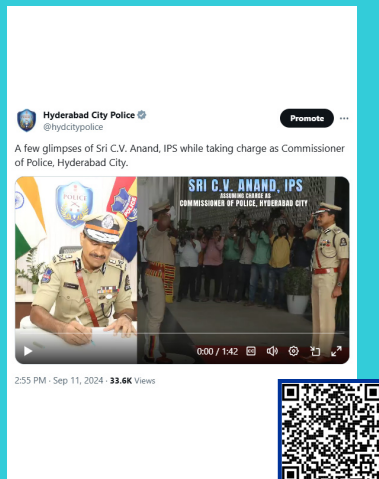 Hyderabad City Police
@hydcitypolice
Promote
A few glimpses of Sri C.V. Anand, IPS while taking charge as Commissioner
of Police, Hyderabad City.
POLICE
SRI C.V. ANAND, IPS
ASSUMING CHARGE AS
COMMISSIONER OF POLICE, HYDERABAD CITY
0:00 / 1:42
2:55 PM · Sep 11, 2024 · 33.6K Views